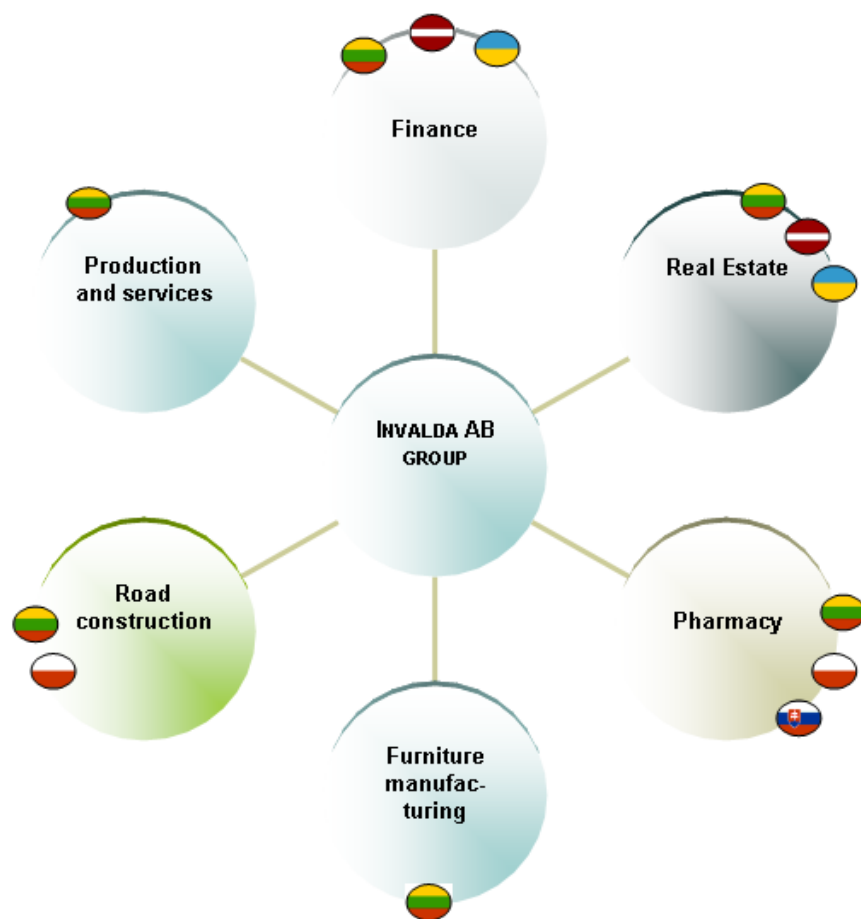 Finance
Production
and services
Real Estate
INVALDA AB
GROUP
Road
construction
Pharmacy
Furniture
manufac-
turing